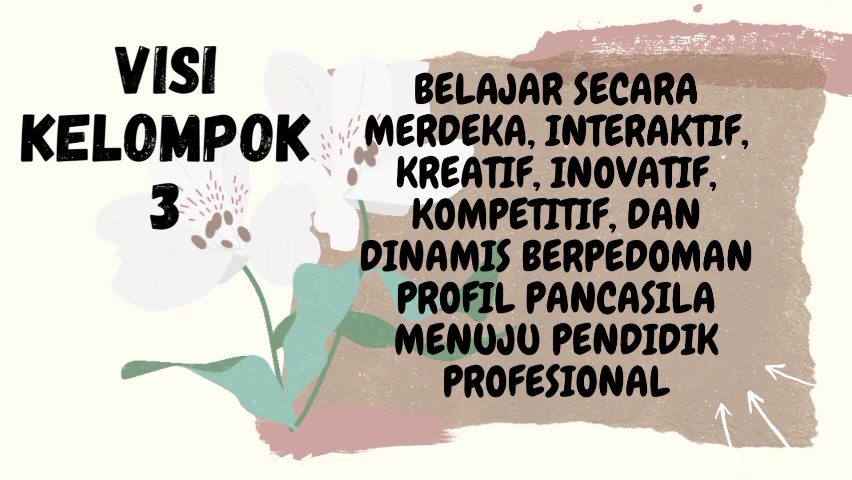 VISI
KELOMPOK
3
BELAJAR SECARA
MERDEKA, INTERAKTIF,
KREATIF, INOVATIF,
KOMPETITIF, DAN
DINAMIS BERPEDOMAN
PROFIL PANCASILA
MENUJU PENDIDIK
PROFESIONAL